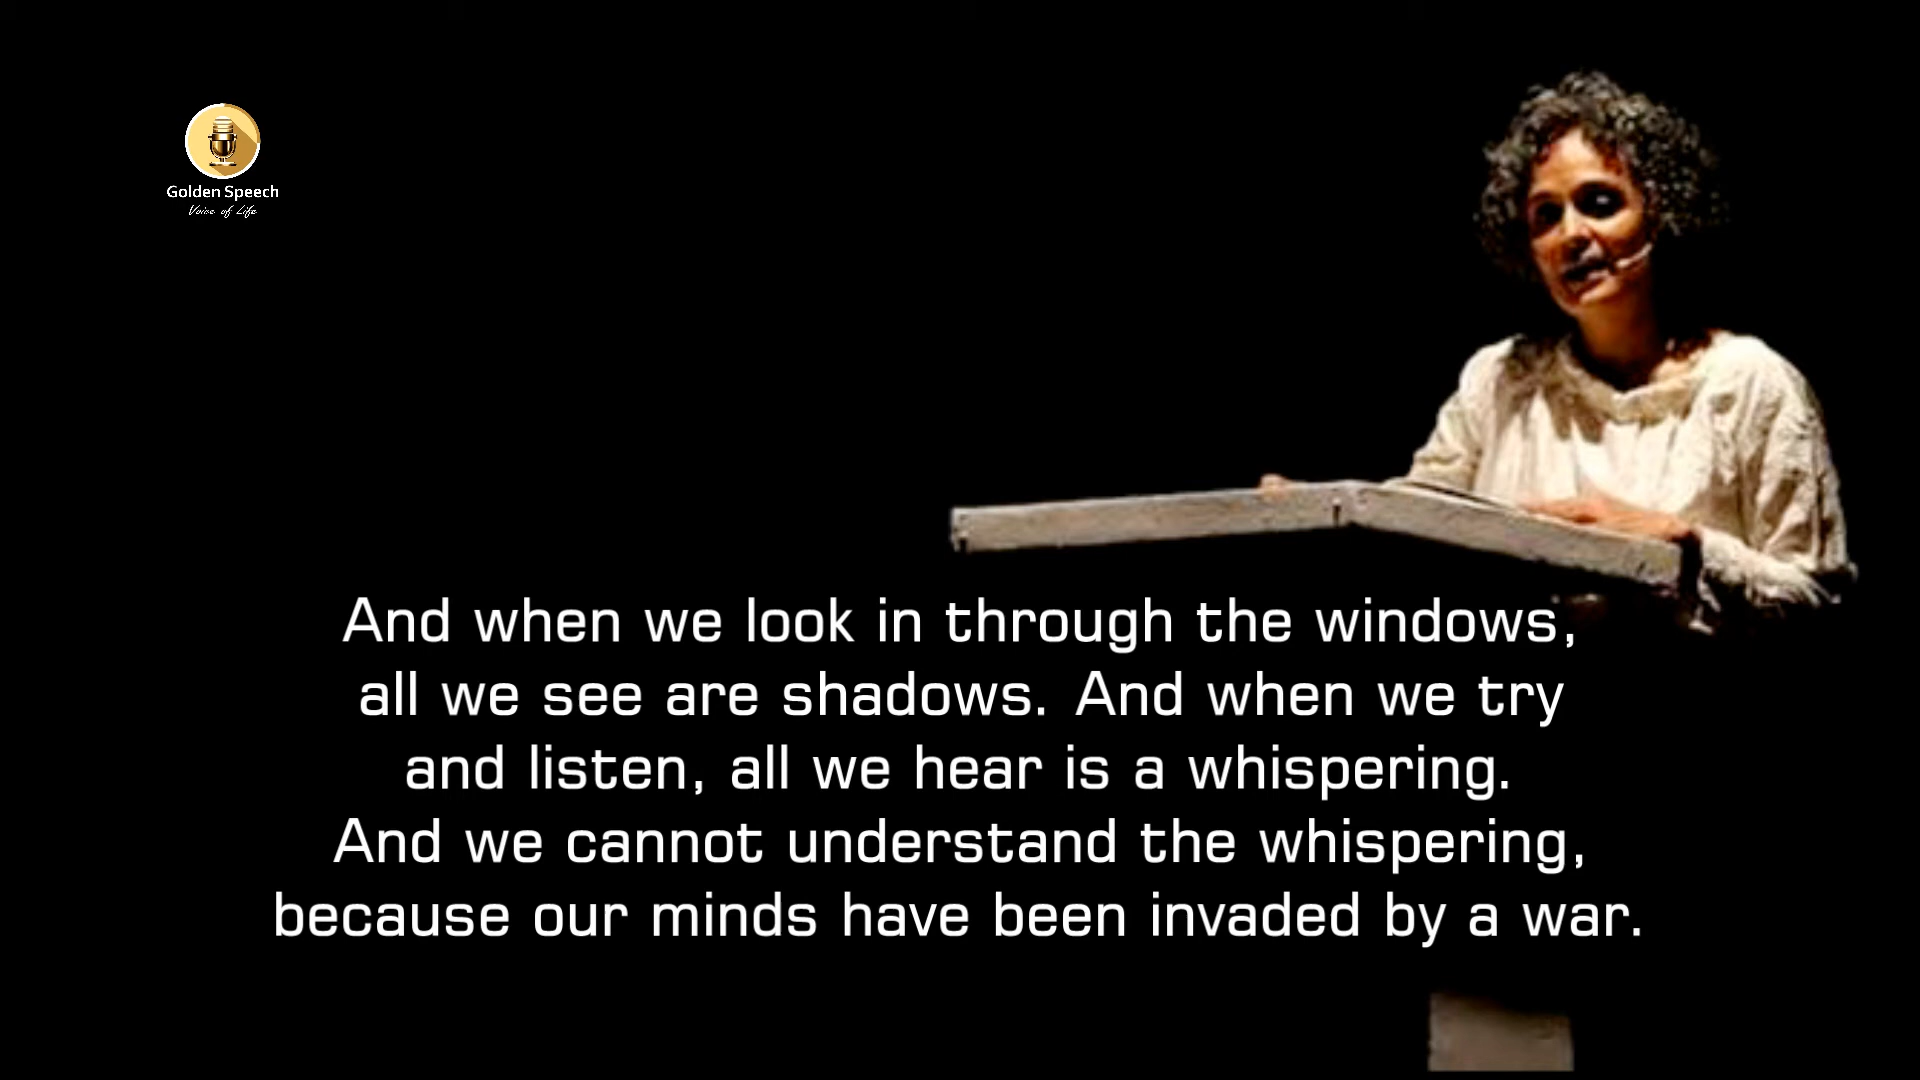 Golden Speech
Voice of Life
And when we look in through the windows,
all we see are shadows. And when we try
and listen, all we hear is a whispering.
And we cannot understand the whispering,
because our minds have been invaded by a war.